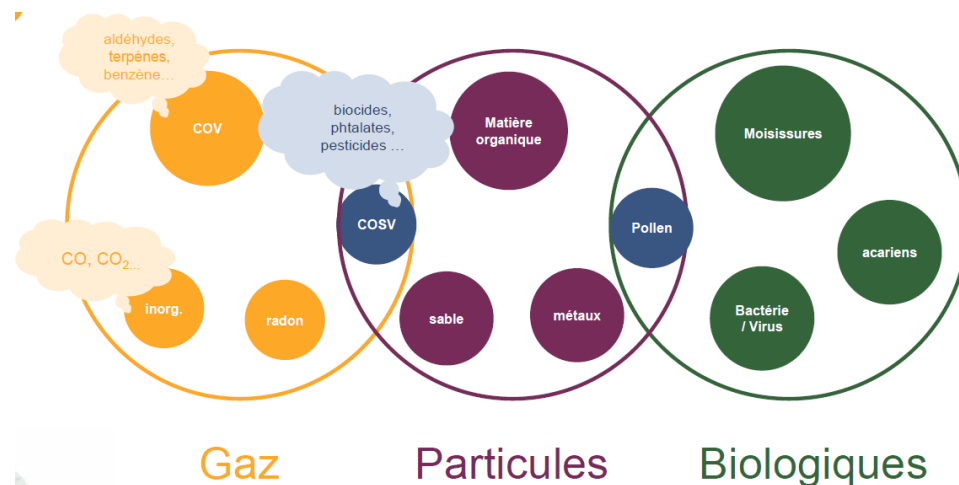 aldéhydes,
terpènes,
benzène…
COV
biocides,
phtalates,
pesticides …
Matière
organique
Moisissures
COSV
Pollen
acariens
CO, CO2…
inorg.
radon
sable
métaux
Bactérie
/ Virus
Gaz
Particules
Biologiques